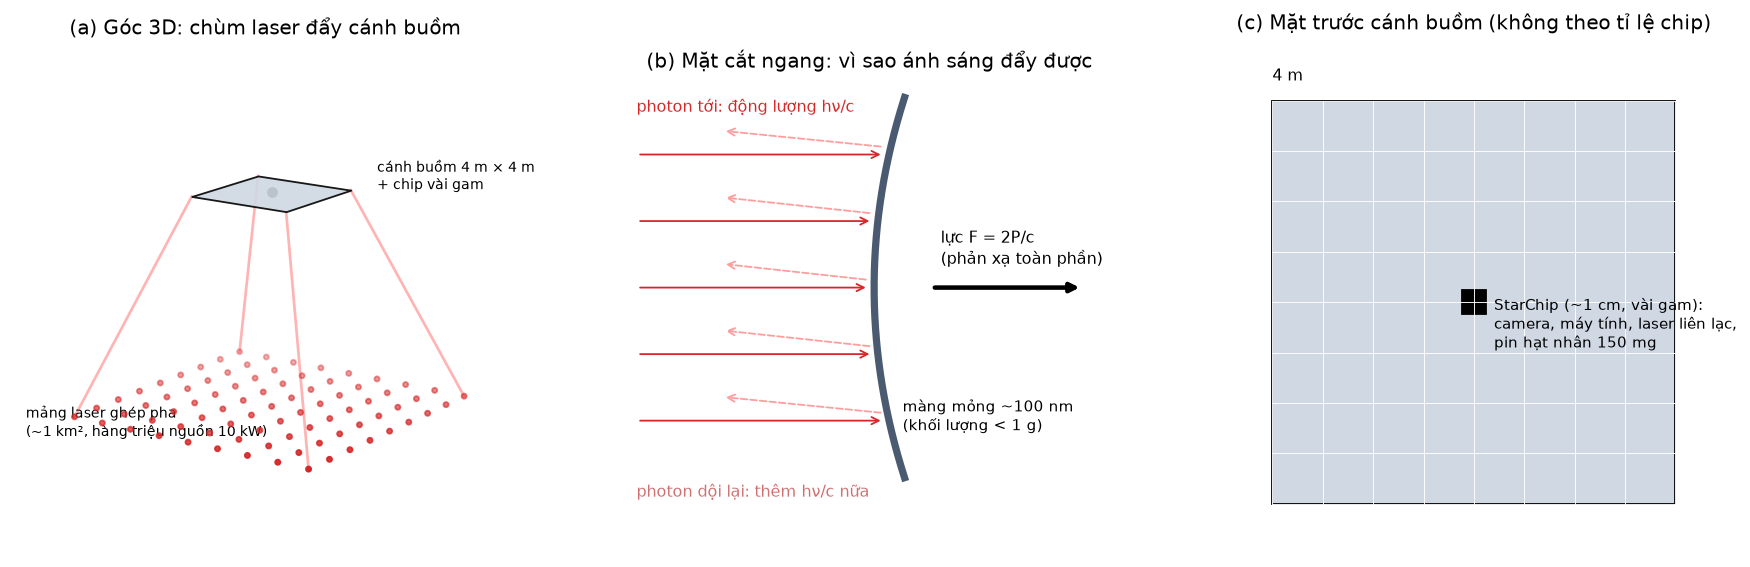 (a) Góc 3D: chùm laser đẩy cánh buồm
cánh buồm 4 m × 4 m
+ chip vài gam
mảng laser ghép pha
(~1 km², hàng triệu nguồn 10 kW)
(b) Mặt cắt ngang: vì sao ánh sáng đẩy được
photon tới: động lượng hν/c
lực F = 2P/c
(phản xạ toàn phần)
màng mỏng ~100 nm
(khối lượng < 1 g)
photon dội lại: thêm hν/c nữa
(c) Mặt trước cánh buồm (không theo tỉ lệ chip)
4 m
StarChip (~1 cm, vài gam):
camera, máy tính, laser liên lạc,
pin hạt nhân 150 mg